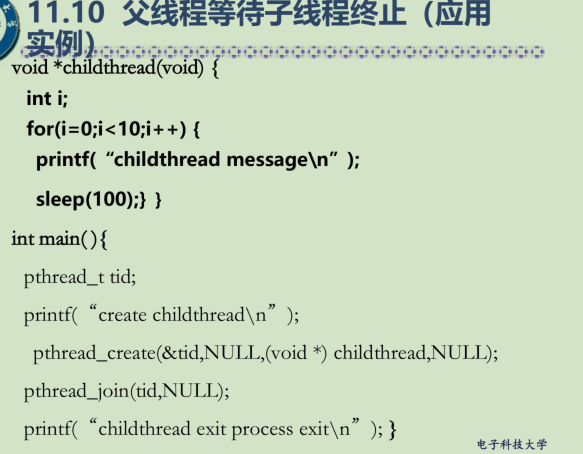 11.10 父线程等待子线程终止（应用
实例）
void *childthread(void) {
int i;
for(i=0;i<10;i++) {
printf( “childthread message\n” );
sleep(100);} }
int main(){
pthread_t tid;
printf( “create childthread\n” );
pthread_create(&tid,NULL,(void *) childthread,NULL);
pthread_join(tid,NULL);
printf( “childthread exit process exit\n” ); }
电子科技大学